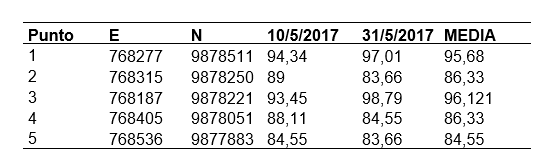 Punto E N 10/5/2017 31/5/2017 MEDIA
1 768277 9878511 94,34 97,01 95,68
2 768315 9878250 89 83,66 86,33
3 768187 9878221 93,45 98,79 96,121
4 768405 9878051 88,11 84,55 86,33
5 768536 9877883 84,55 83,66 84,55